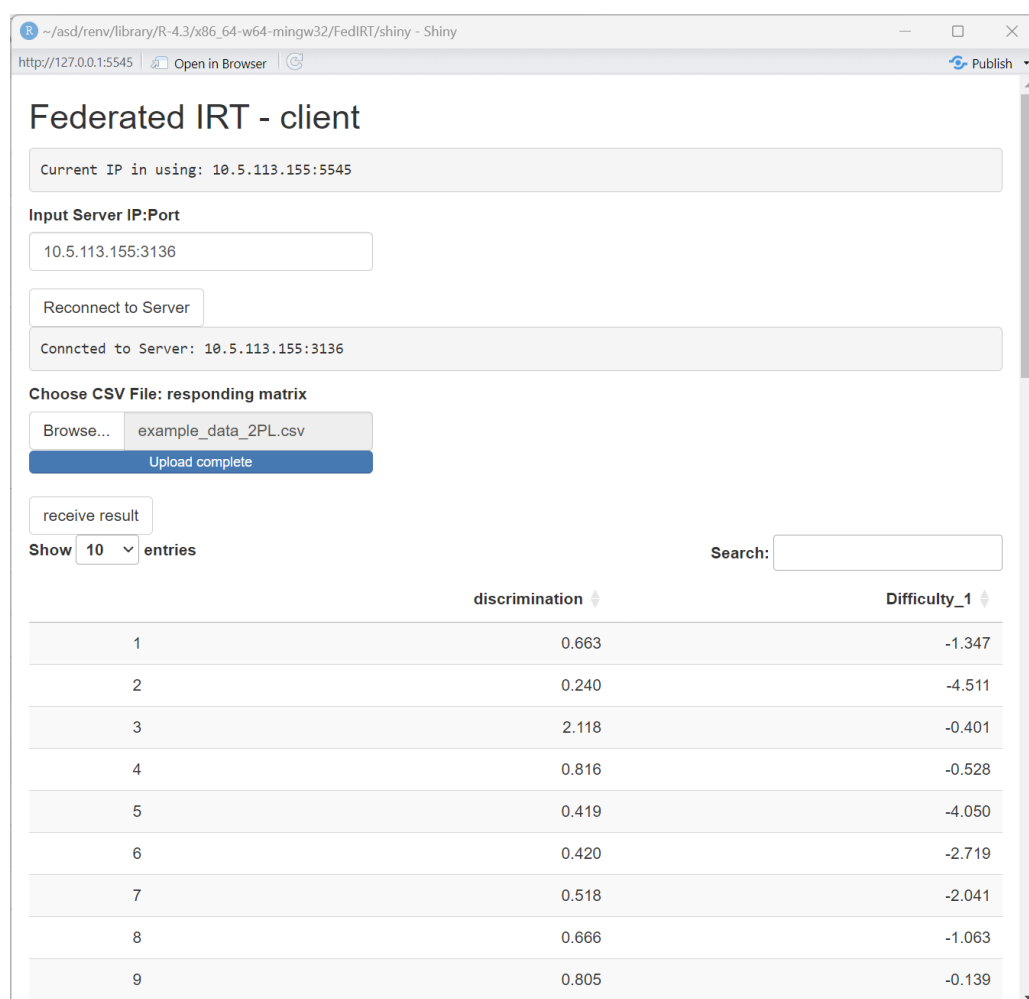 R ~/asd/renv/library/R-4.3/x86_64-w64-mingw32/FedIRT/shiny - Shiny
http://127.0.0.1:5545 Open in Browser Publish
Federated IRT - client
Current IP in using: 10.5.113.155:5545
Input Server IP:Port
10.5.113.155:3136
Reconnect to Server
Conncted to Server: 10.5.113.155:3136
Choose CSV File: responding matrix
Browse... example_data_2PL.csv
Upload complete
receive result
Show 10 entries Search:
discrimination Difficulty_1
1 0.663 -1.347
2 0.240 -4.511
3 2.118 -0.401
4 0.816 -0.528
5 0.419 -4.050
6 0.420 -2.719
7 0.518 -2.041
8 0.666 -1.063
9 0.805 -0.139